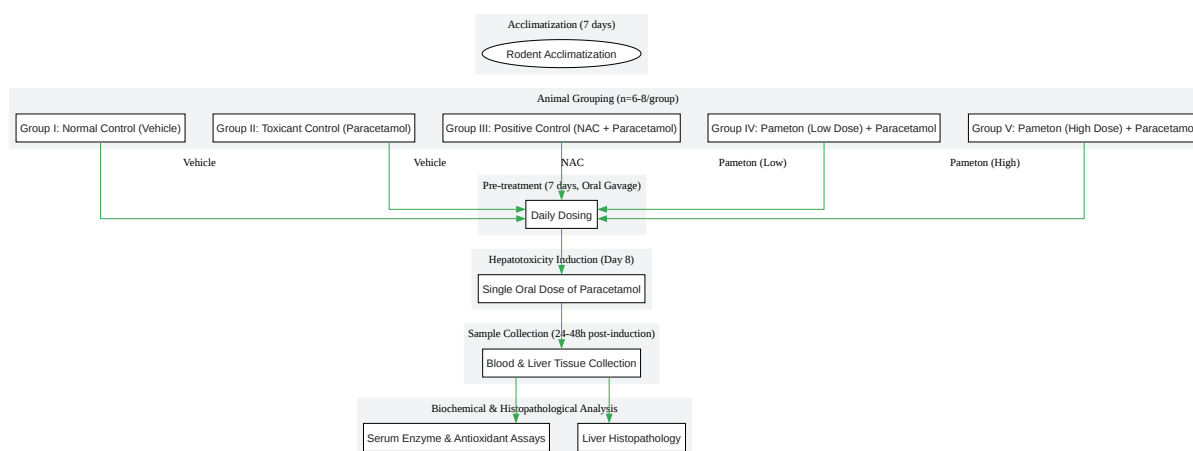 Acclimatization (7 days)
Rodent Acclimatization
Animal Grouping (n=6-8/group)
Group I: Normal Control (Vehicle)
Group II: Toxicant Control (Paracetamol)
Group III: Positive Control (NAC + Paracetamol)
Group IV: Pameton (Low Dose) + Paracetamol
Group V: Pameton (High Dose) + Paracetamo
Vehicle
Vehicle
NAC
Pameton (Low)
Pameton (High)
Pre-treatment (7 days, Oral Gavage)
Daily Dosing
Hepatotoxicity Induction (Day 8)
Single Oral Dose of Paracetamol
Sample Collection (24-48h post-induction)
Blood & Liver Tissue Collection
Biochemical & Histopathological Analysis
Serum Enzyme & Antioxidant Assays
Liver Histopathology